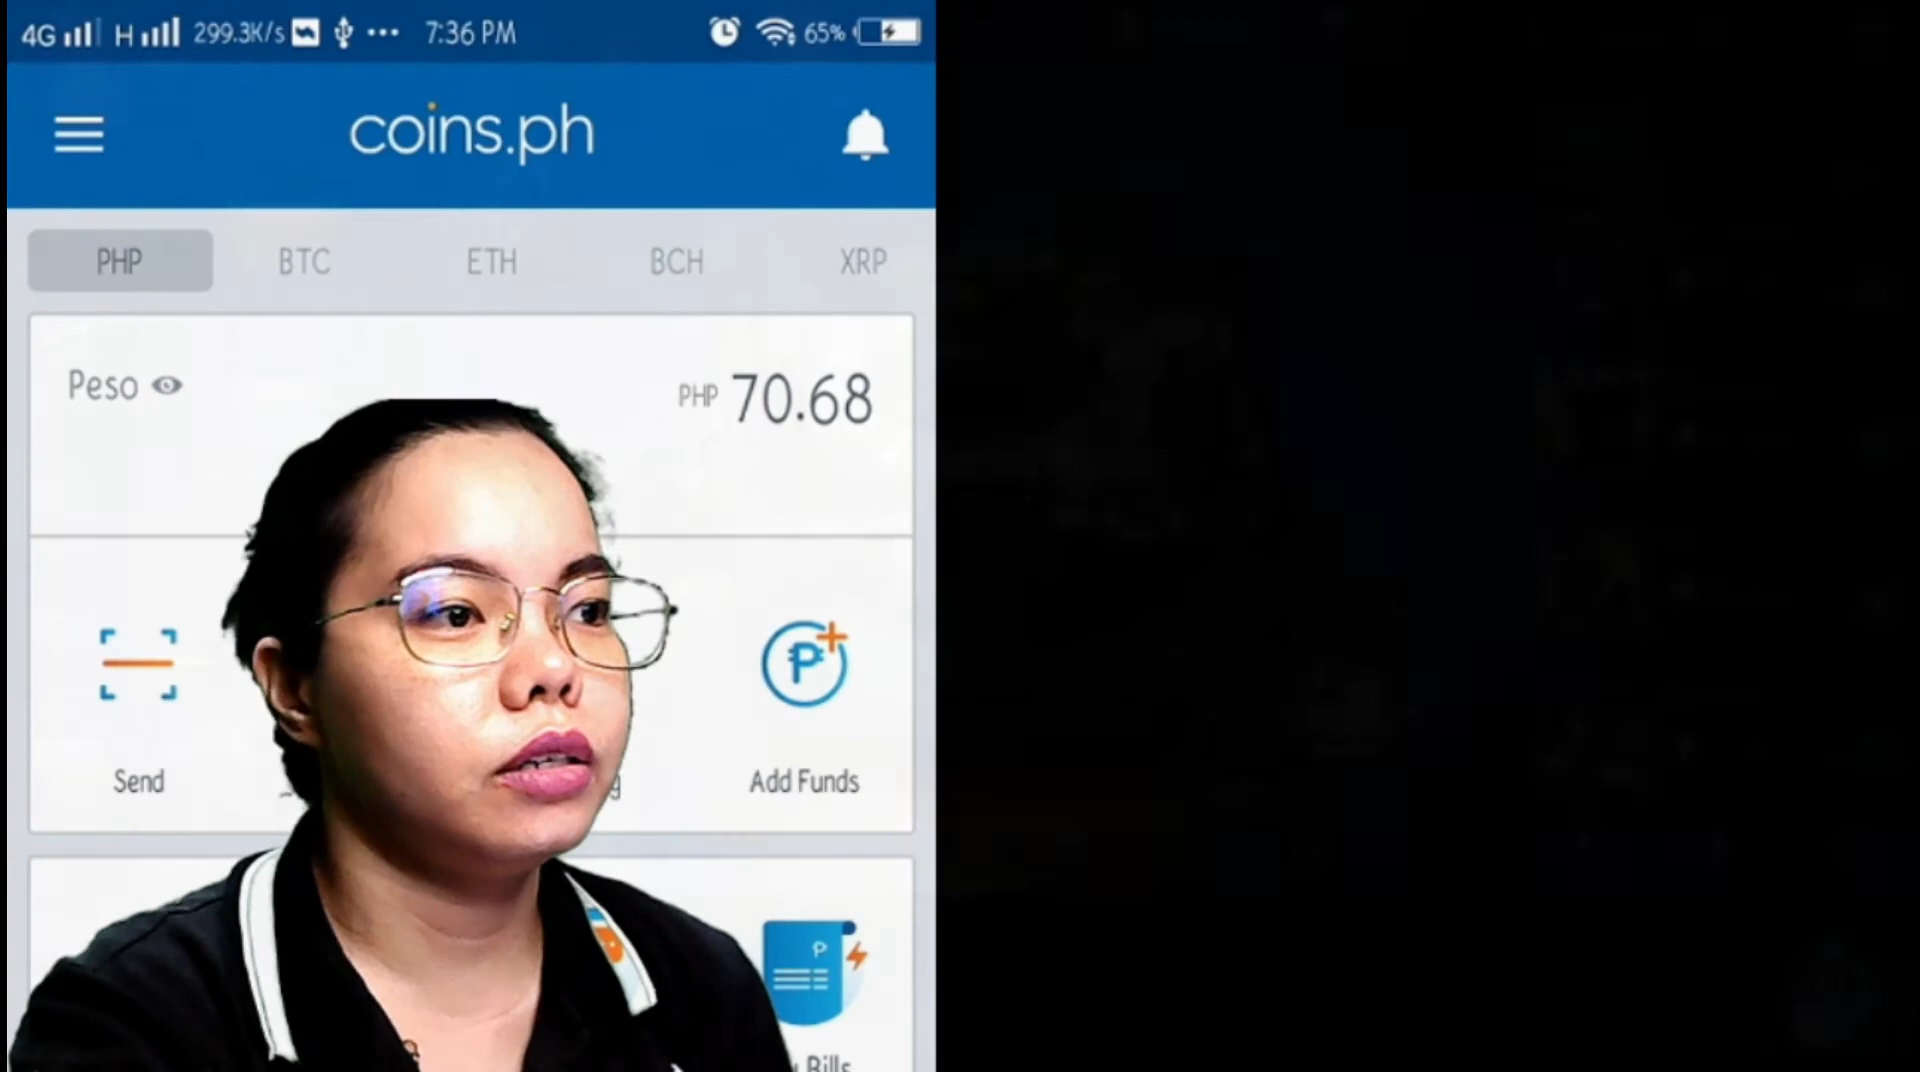 4G H 299.3K/s 7:36 PM 65%
coins.ph
PHP BTC ETH BCH XRP
Peso PHP 70.68
Send Add Funds
Bills